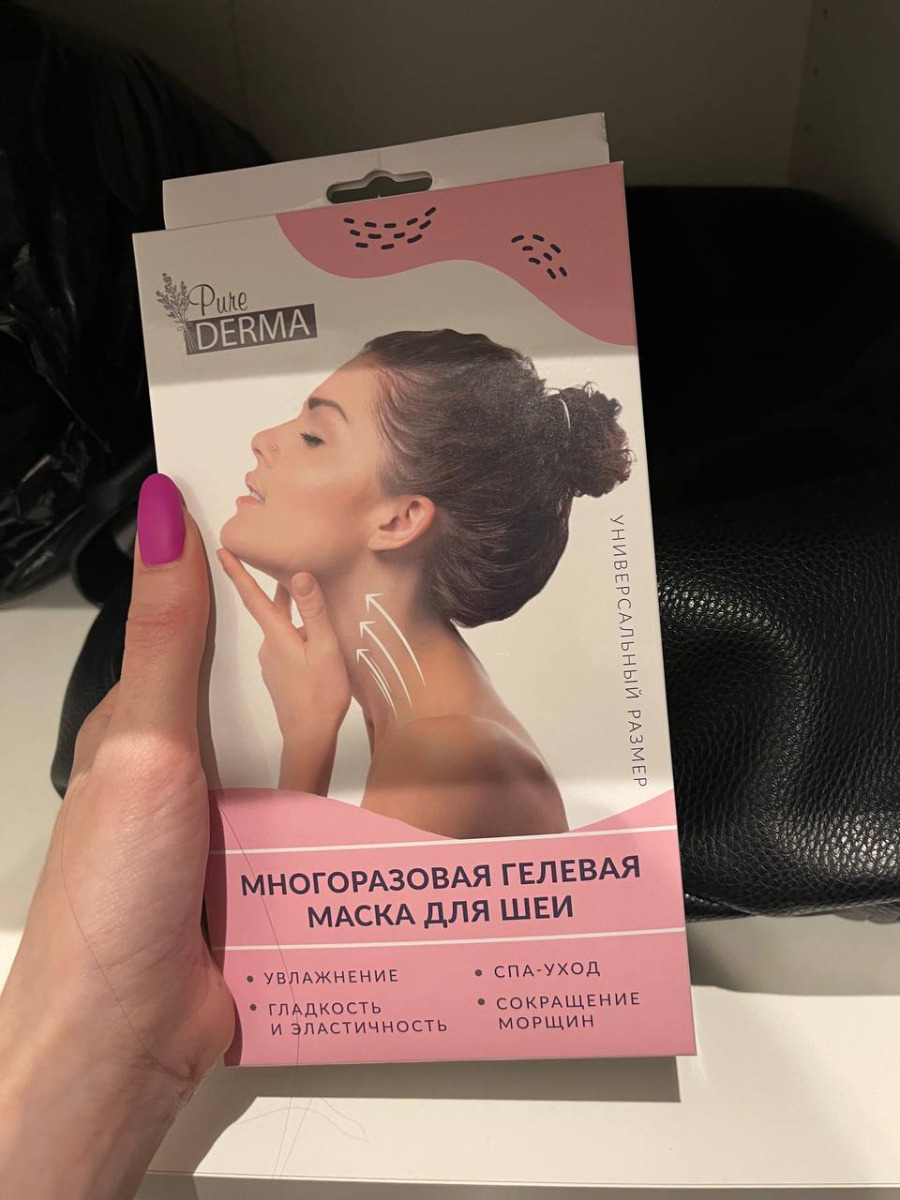 Pure
DERMA
УНИВЕРСАЛЬНЫЙ РАЗМЕР
МНОГОРАЗОВАЯ ГЕЛЕВАЯ
МАСКА ДЛЯ ШЕИ
• УВЛАЖНЕНИЕ
• ГЛАДКОСТЬ
И ЭЛАСТИЧНОСТЬ
• СПА-УХОД
• СОКРАЩЕНИЕ
МОРЩИН